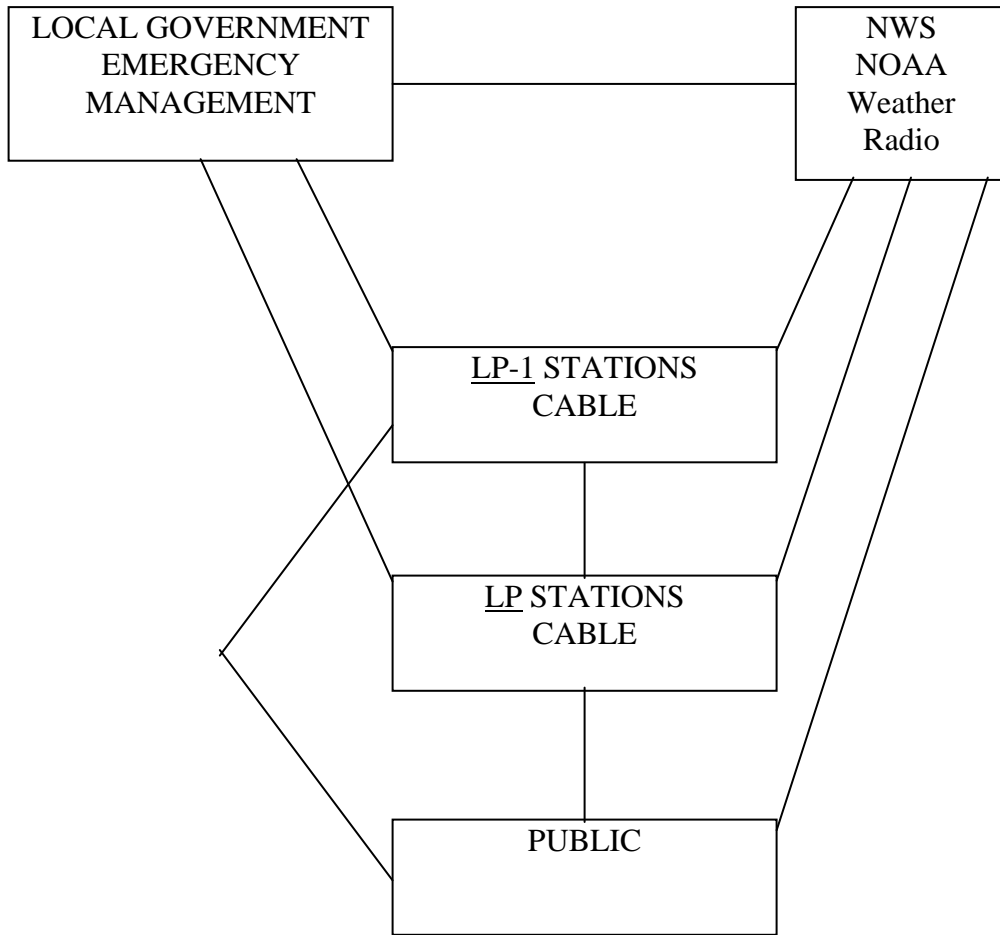 LOCAL GOVERNMENT
EMERGENCY
MANAGEMENT
NWS
NOAA
Weather
Radio
LP-1 STATIONS
CABLE
LP STATIONS
CABLE
PUBLIC